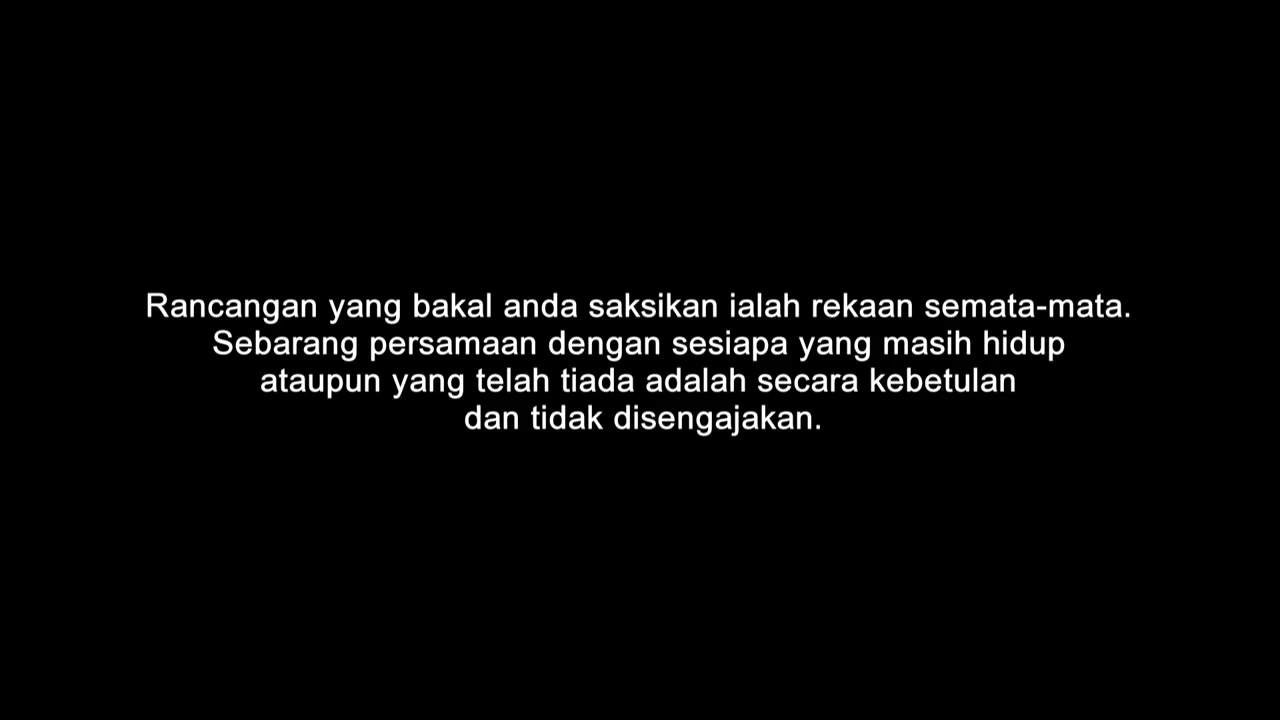 Rancangan yang bakal anda saksikan ialah rekaan semata-mata.
Sebarang persamaan dengan sesiapa yang masih hidup
ataupun yang telah tiada adalah secara kebetulan
dan tidak disengajakan.